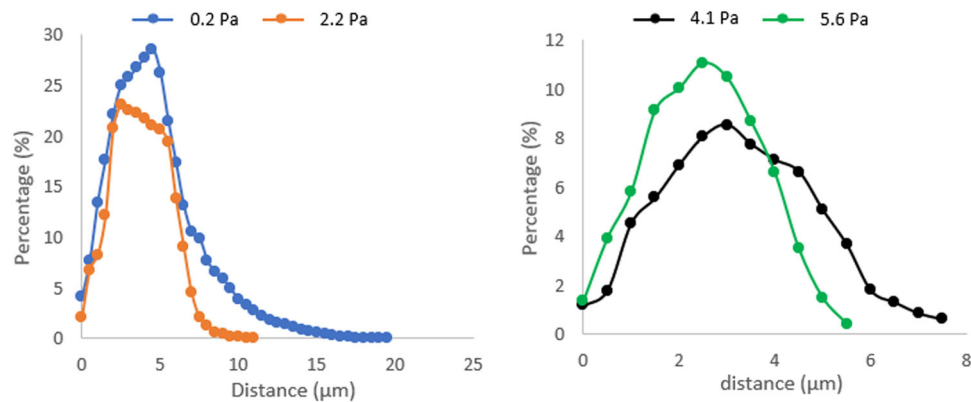 0.2 Pa 2.2 Pa
30
25
20
15
10
5
0
Percentage (%)
0 5 10 15 20 25
Distance (μm)
4.1 Pa 5.6 Pa
12
10
8
6
4
2
0
Percentage (%)
0 2 4 6 8
distance (μm)